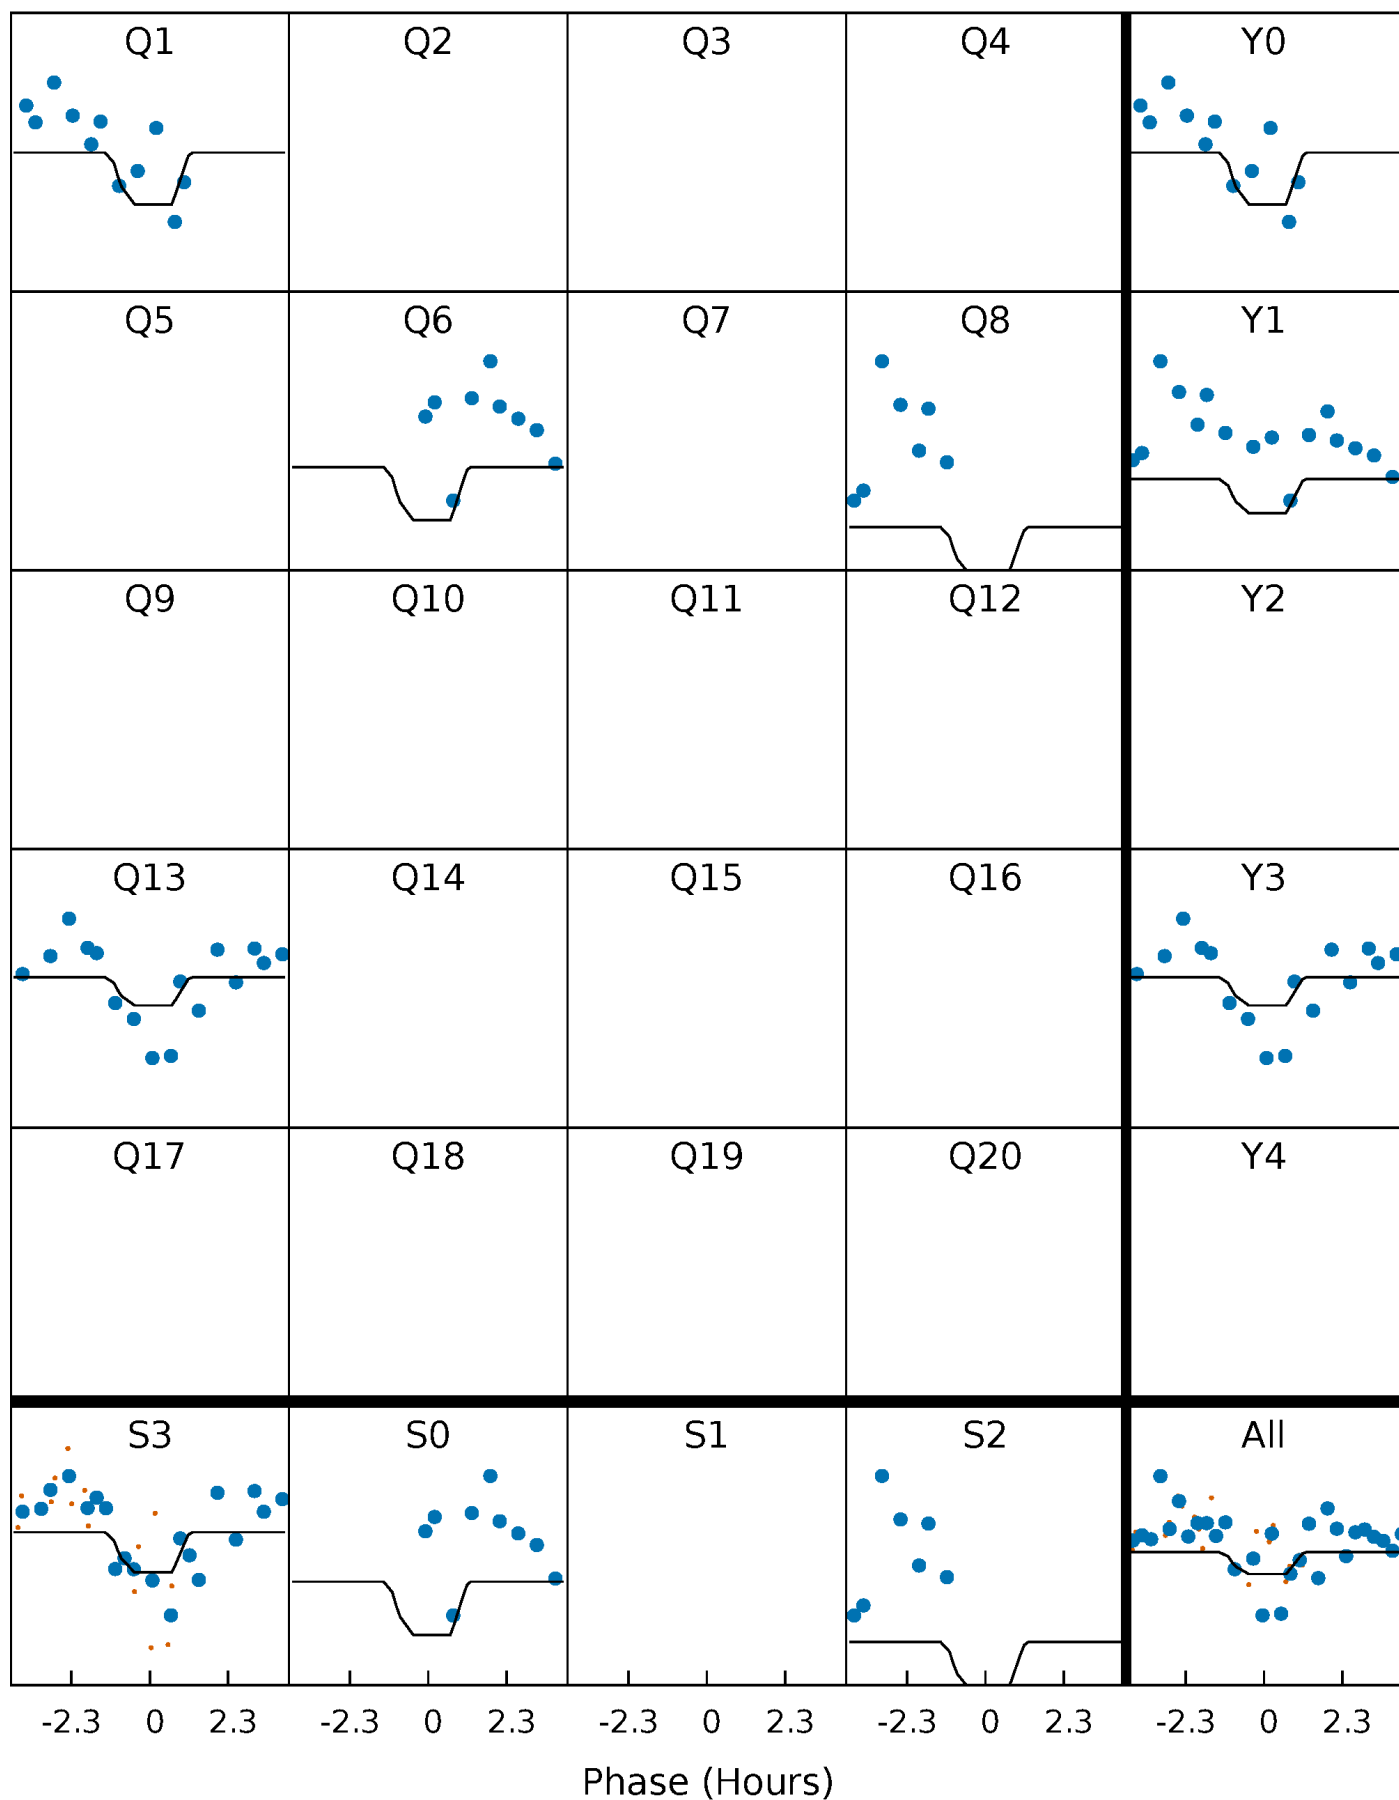 Q1 Q2 Q3 Q4 Y0
Q5 Q6 Q7 Q8 Y1
Q9 Q10 Q11 Q12 Y2
Q13 Q14 Q15 Q16 Y3
Q17 Q18 Q19 Q20 Y4
S3 S0 S1 S2 All
-2.3 0 2.3 -2.3 0 2.3 -2.3 0 2.3 -2.3 0 2.3 -2.3 0 2.3
Phase (Hours)